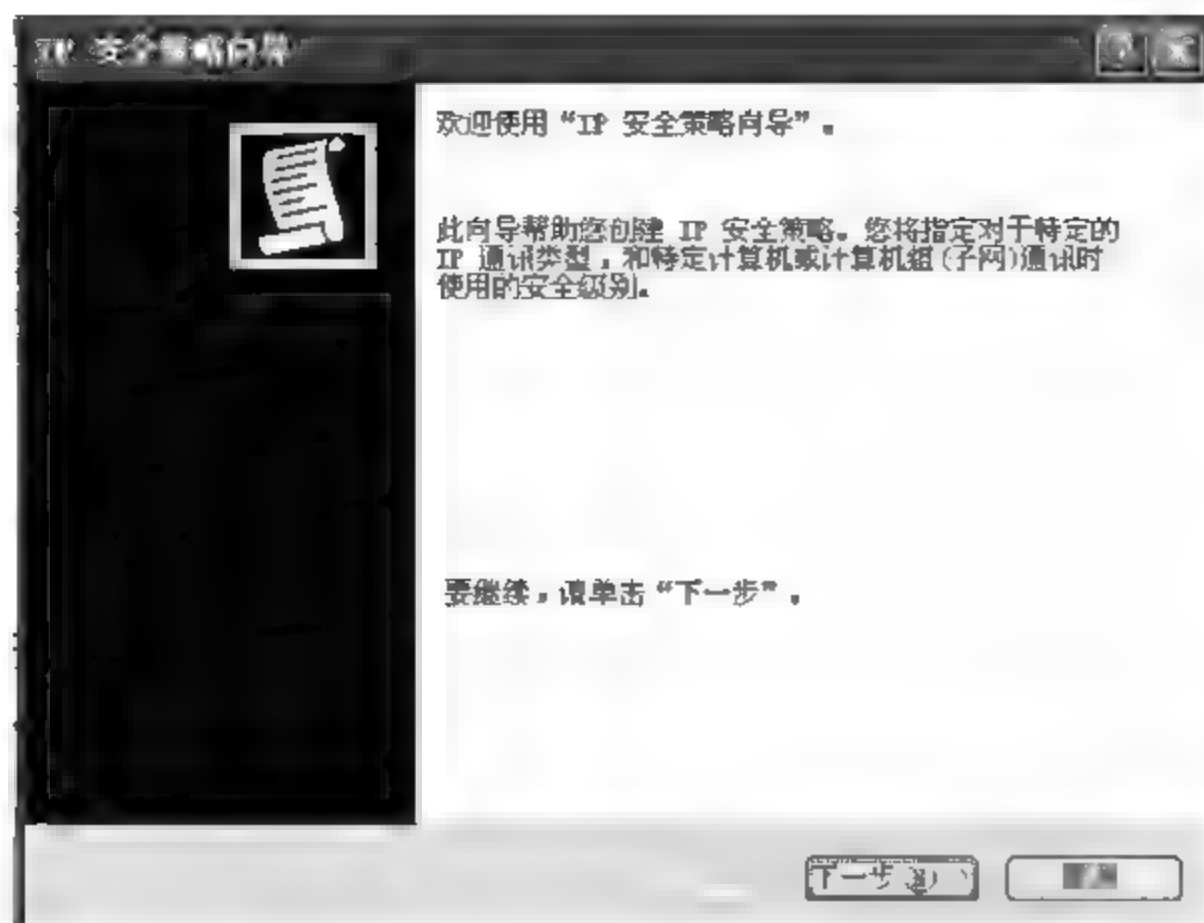 IP 安全策略向导
欢迎使用“IP 安全策略向导”。
此向导帮助您创建 IP 安全策略。您将指定对于特定的
IP 通讯类型，和特定计算机或计算机组(子网)通讯时
使用的安全级别。
要继续，请单击“下一步”。
下一步